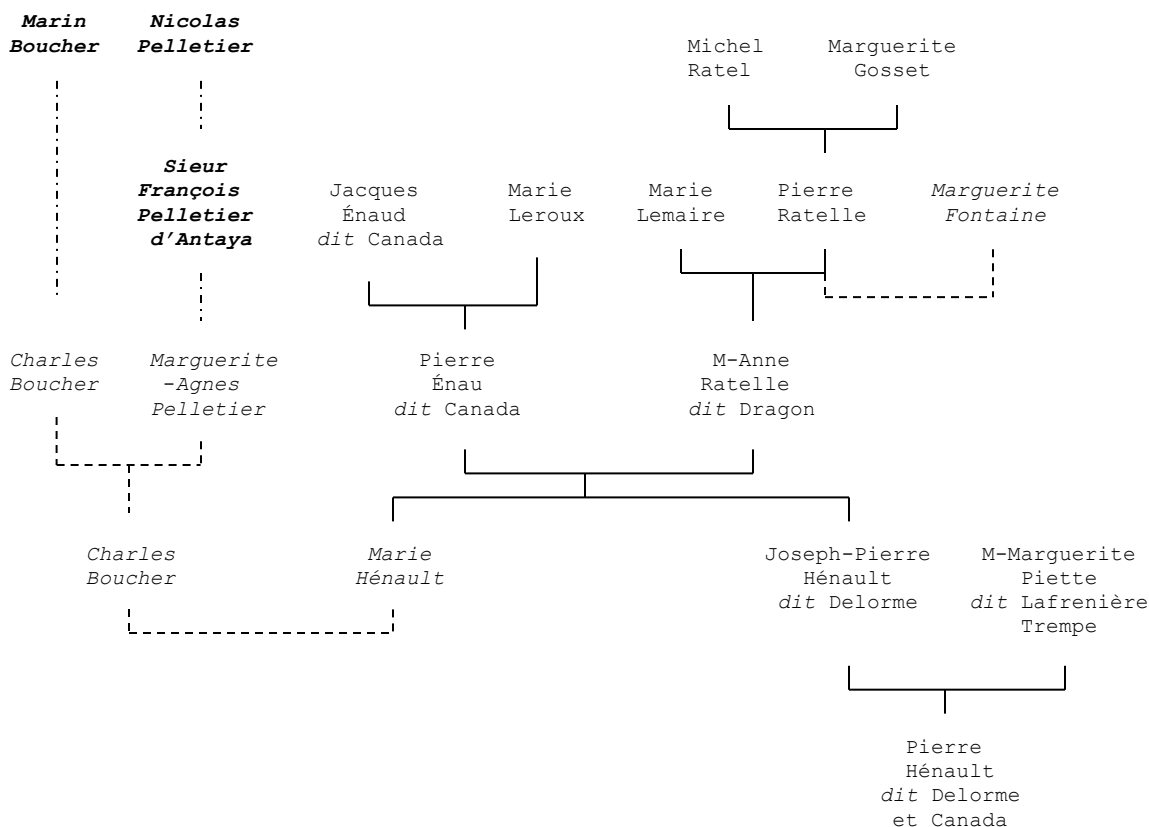 Marin
Boucher
Nicolas
Pelletier
Michel
Ratel
Marguerite
Gosset
Sieur
François
Pelletier
d’Antaya
Jacques
Énaud
dit Canada
Marie
Leroux
Marie
Lemaire
Pierre
Ratelle
Marguerite
Fontaine
Charles
Boucher
Marguerite
-Agnes
Pelletier
Pierre
Énau
dit Canada
M-Anne
Ratelle
dit Dragon
Charles
Boucher
Marie
Hénault
Joseph-Pierre
Hénault
dit Delorme
M-Marguerite
Piette
dit Lafrenière
Trempe
Pierre
Hénault
dit Delorme
et Canada